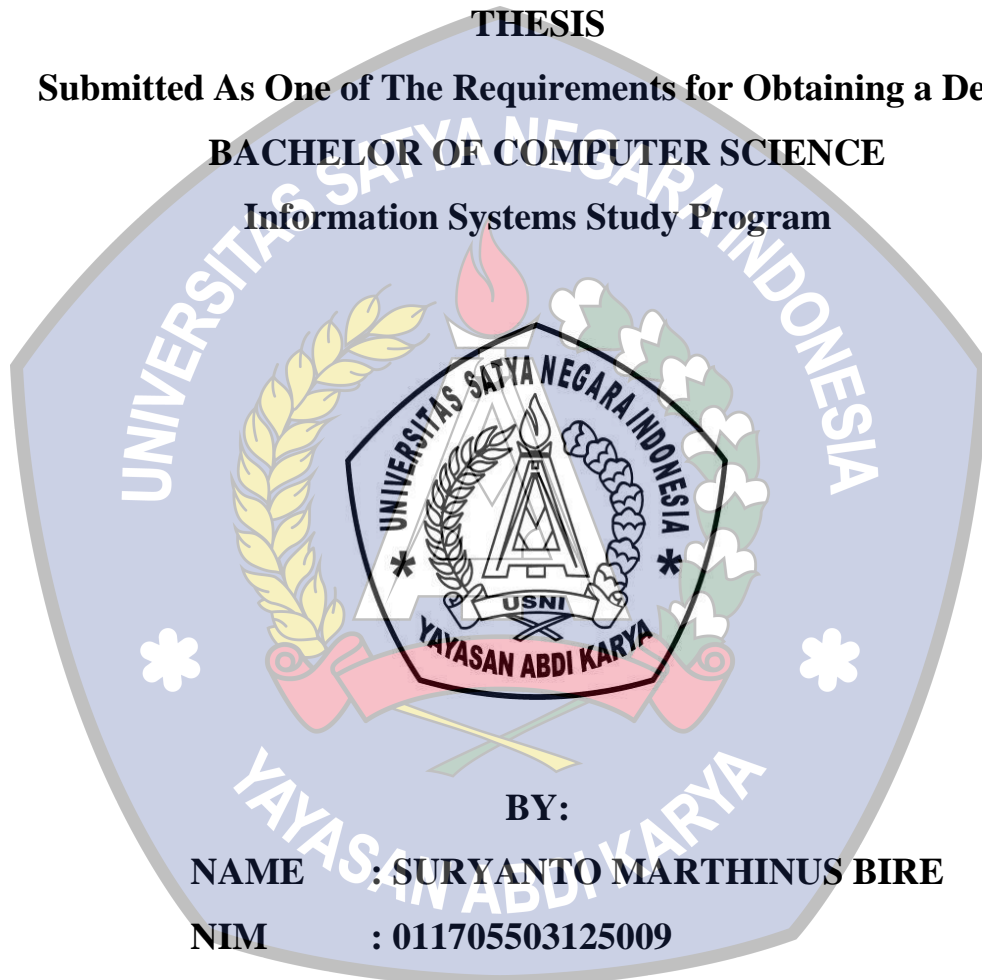 THESIS
Submitted As One of The Requirements for Obtaining a De
BACHELOR OF COMPUTER SCIENCE
Information Systems Study Program
UNIVERSITAS SATYA NEGARA INDONESIA
UNIVERSITAS SATYA NEGARA INDONESIA
USNI
YAYASAN ABDI KARYA
YAYASAN ABDI KARYA
BY:
NAME : SURYANTO MARTHINUS BIRE
NIM : 011705503125009